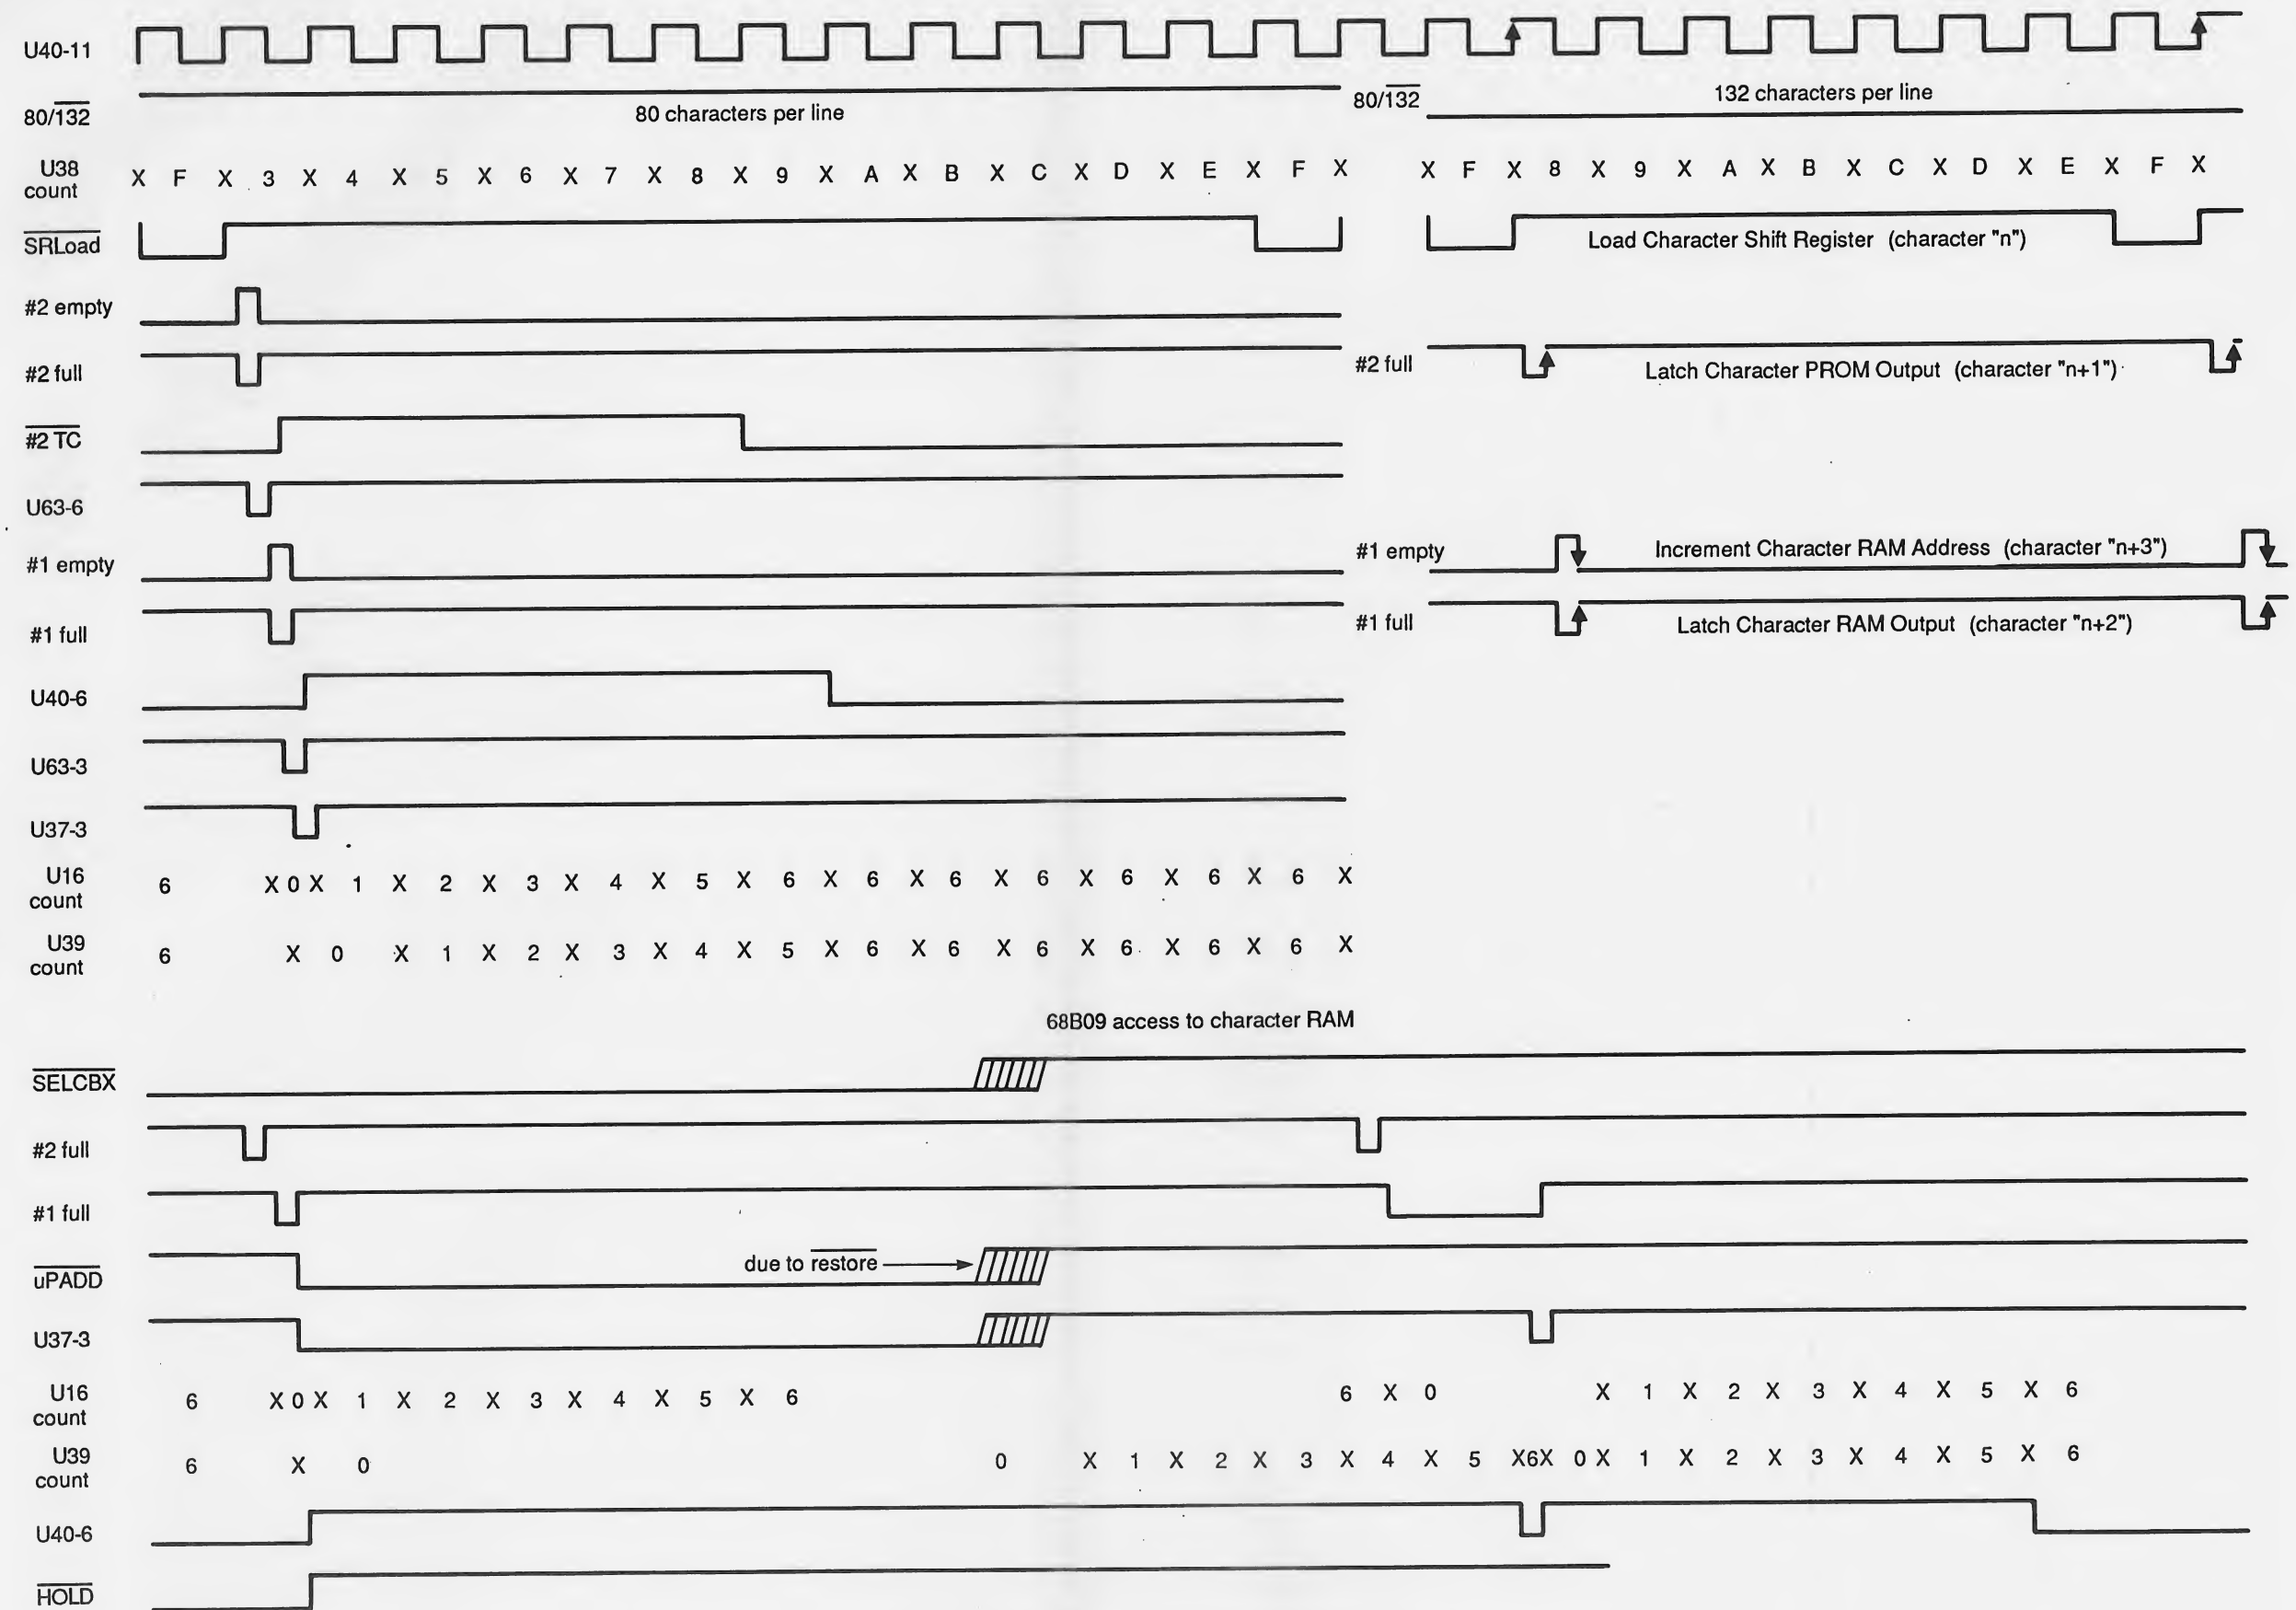 U40-11
80/132
80 characters per line
80/132
132 characters per line
U38
count
X F X 3 X 4 X 5 X 6 X 7 X 8 X 9 X A X B X C X D X E X F X X F X 8 X 9 X A X B X C X D X E X F X
SRLoad
Load Character Shift Register (character "n")
#2 empty
#2 full
#2 full
Latch Character PROM Output (character "n+1")
#2 TC
U63-6
#1 empty
#1 empty
Increment Character RAM Address (character "n+3")
#1 full
#1 full
Latch Character RAM Output (character "n+2")
U40-6
U63-3
U37-3
U16
count
6 X 0 X 1 X 2 X 3 X 4 X 5 X 6 X 6 X 6 X 6 X 6 X 6 X 6 X
U39
count
6 X 0 X 1 X 2 X 3 X 4 X 5 X 6 X 6 X 6 X 6 X 6 X 6 X
68B09 access to character RAM
SELCBX
#2 full
#1 full
uPADD
due to restore
U37-3
U16
count
6 X 0 X 1 X 2 X 3 X 4 X 5 X 6 6 X 0 X 1 X 2 X 3 X 4 X 5 X 6
U39
count
6 X 0 0 X 1 X 2 X 3 X 4 X 5 X6X 0 X 1 X 2 X 3 X 4 X 5 X 6
U40-6
HOLD